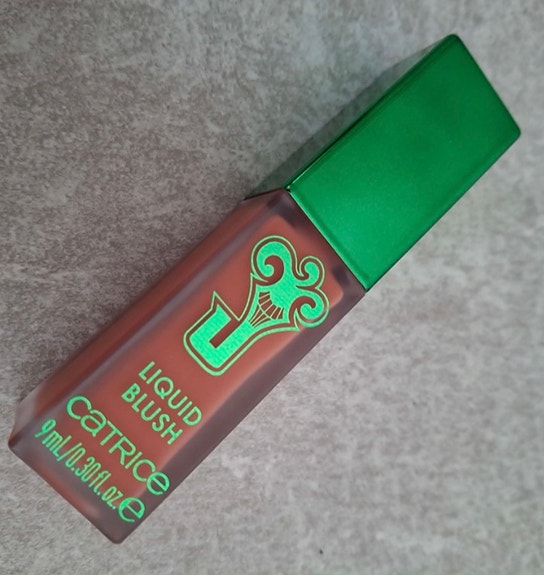 LIQUID
BLUSH
CATRICE
9mL/0.30fl.oz.e